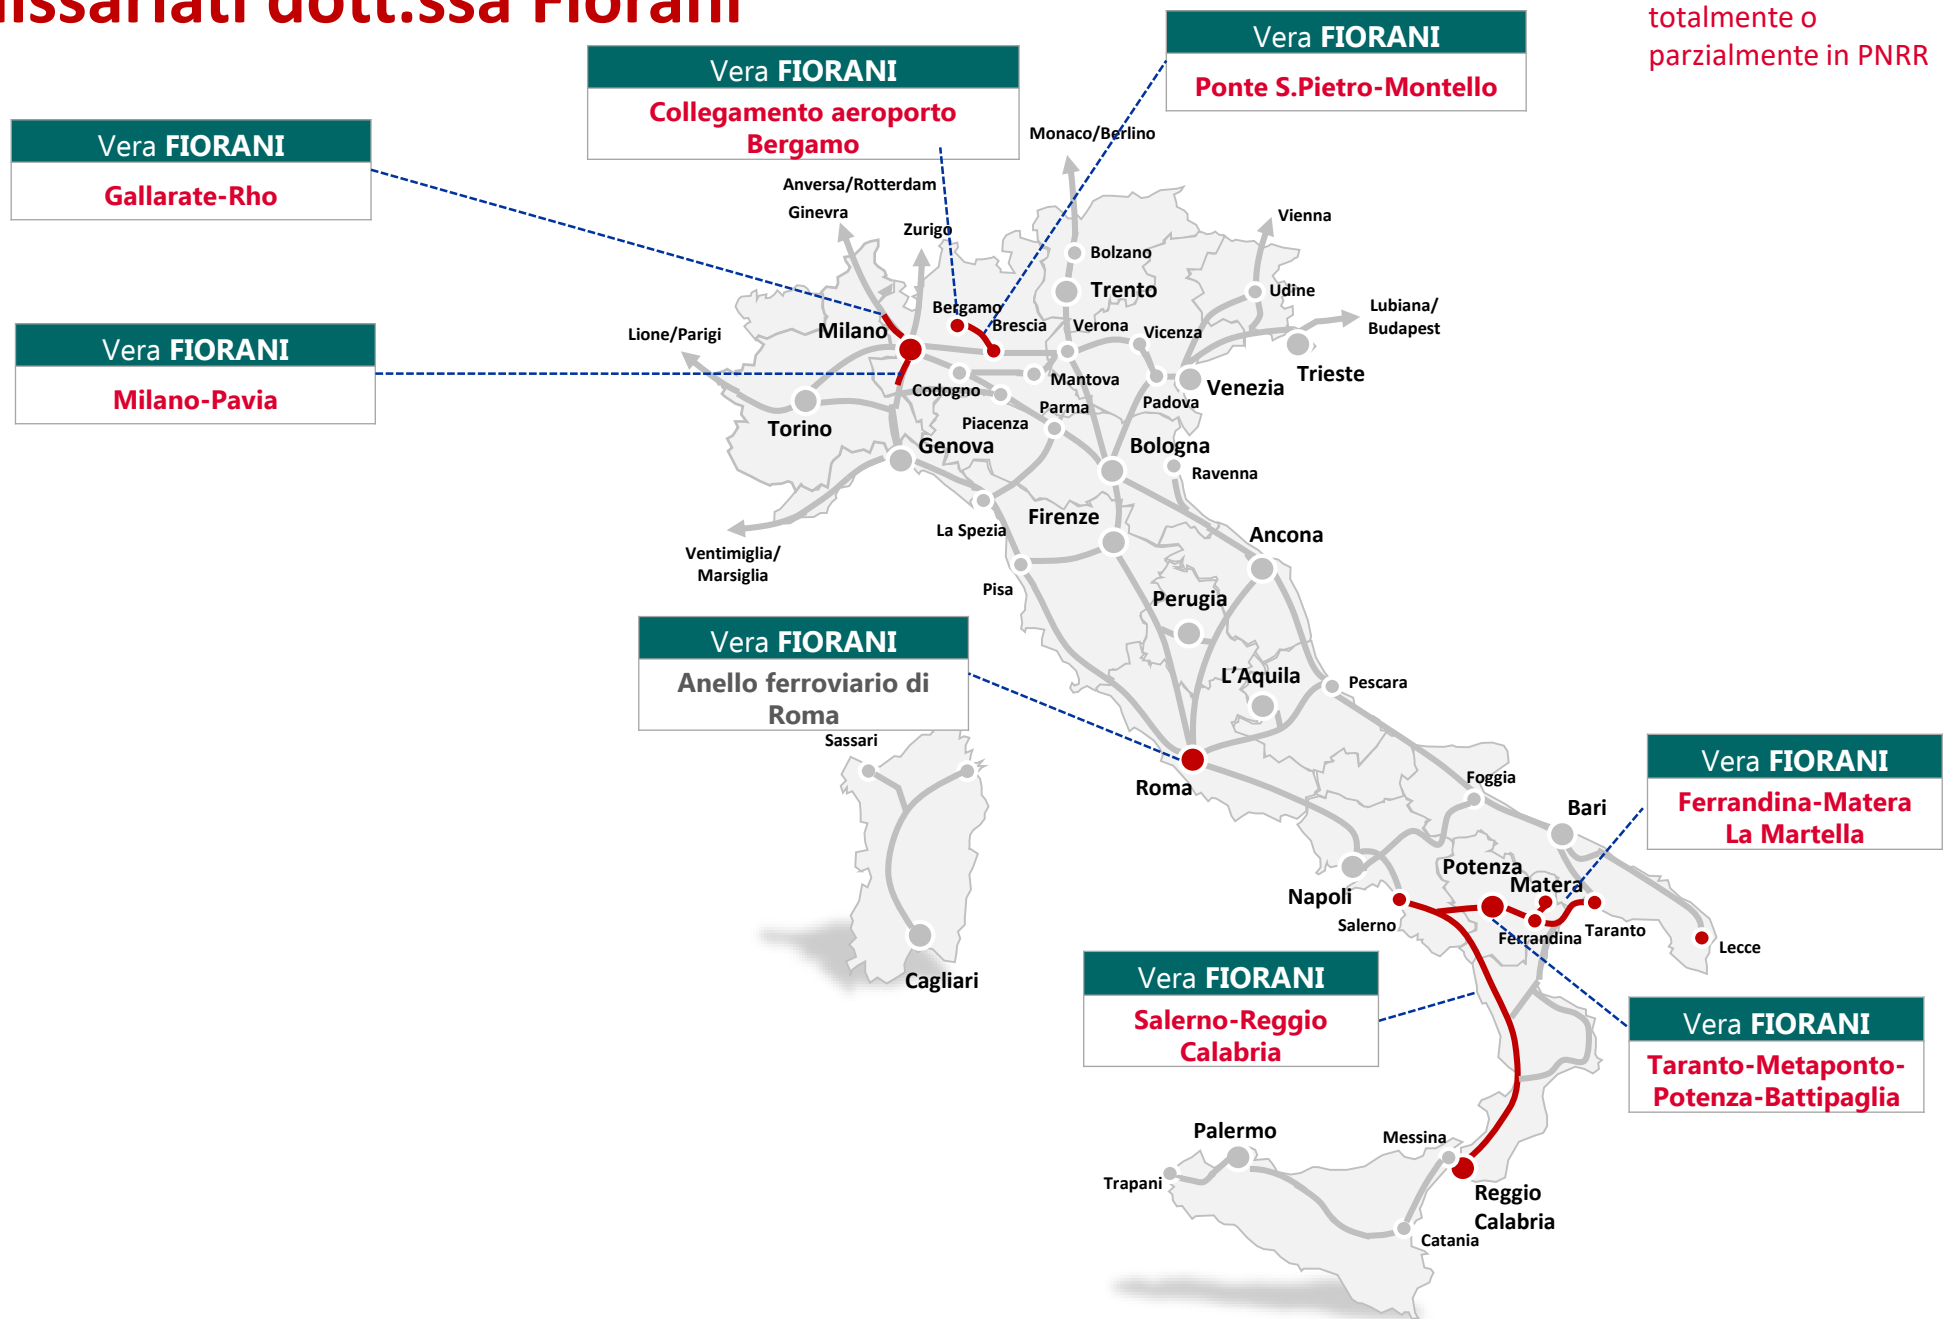 dott.ssa Fiorani
totalmente o
parzialmente in PNRR
Vera FIORANI
Ponte S.Pietro-Montello
Vera FIORANI
Collegamento aeroporto
Bergamo
Vera FIORANI
Gallarate-Rho
Vera FIORANI
Milano-Pavia
Monaco/Berlino
Anversa/Rotterdam
Ginevra
Zurigo
Vienna
Bolzano
Trento
Udine
Lubiana/
Budapest
Bergamo
Brescia
Verona
Vicenza
Milano
Lione/Parigi
Trieste
Venezia
Mantova
Codogno
Padova
Parma
Piacenza
Torino
Genova
Bologna
Ravenna
La Spezia
Firenze
Ancona
Ventimiglia/
Marsiglia
Pisa
Perugia
Vera FIORANI
Anello ferroviario di
Roma
L'Aquila
Pescara
Sassari
Roma
Foggia
Bari
Vera FIORANI
Ferrandina-Matera
La Martella
Potenza
Matera
Napoli
Salerno
Ferrandina
Taranto
Lecce
Cagliari
Vera FIORANI
Salerno-Reggio
Calabria
Vera FIORANI
Taranto-Metaponto-
Potenza-Battipaglia
Palermo
Messina
Trapani
Reggio
Calabria
Catania